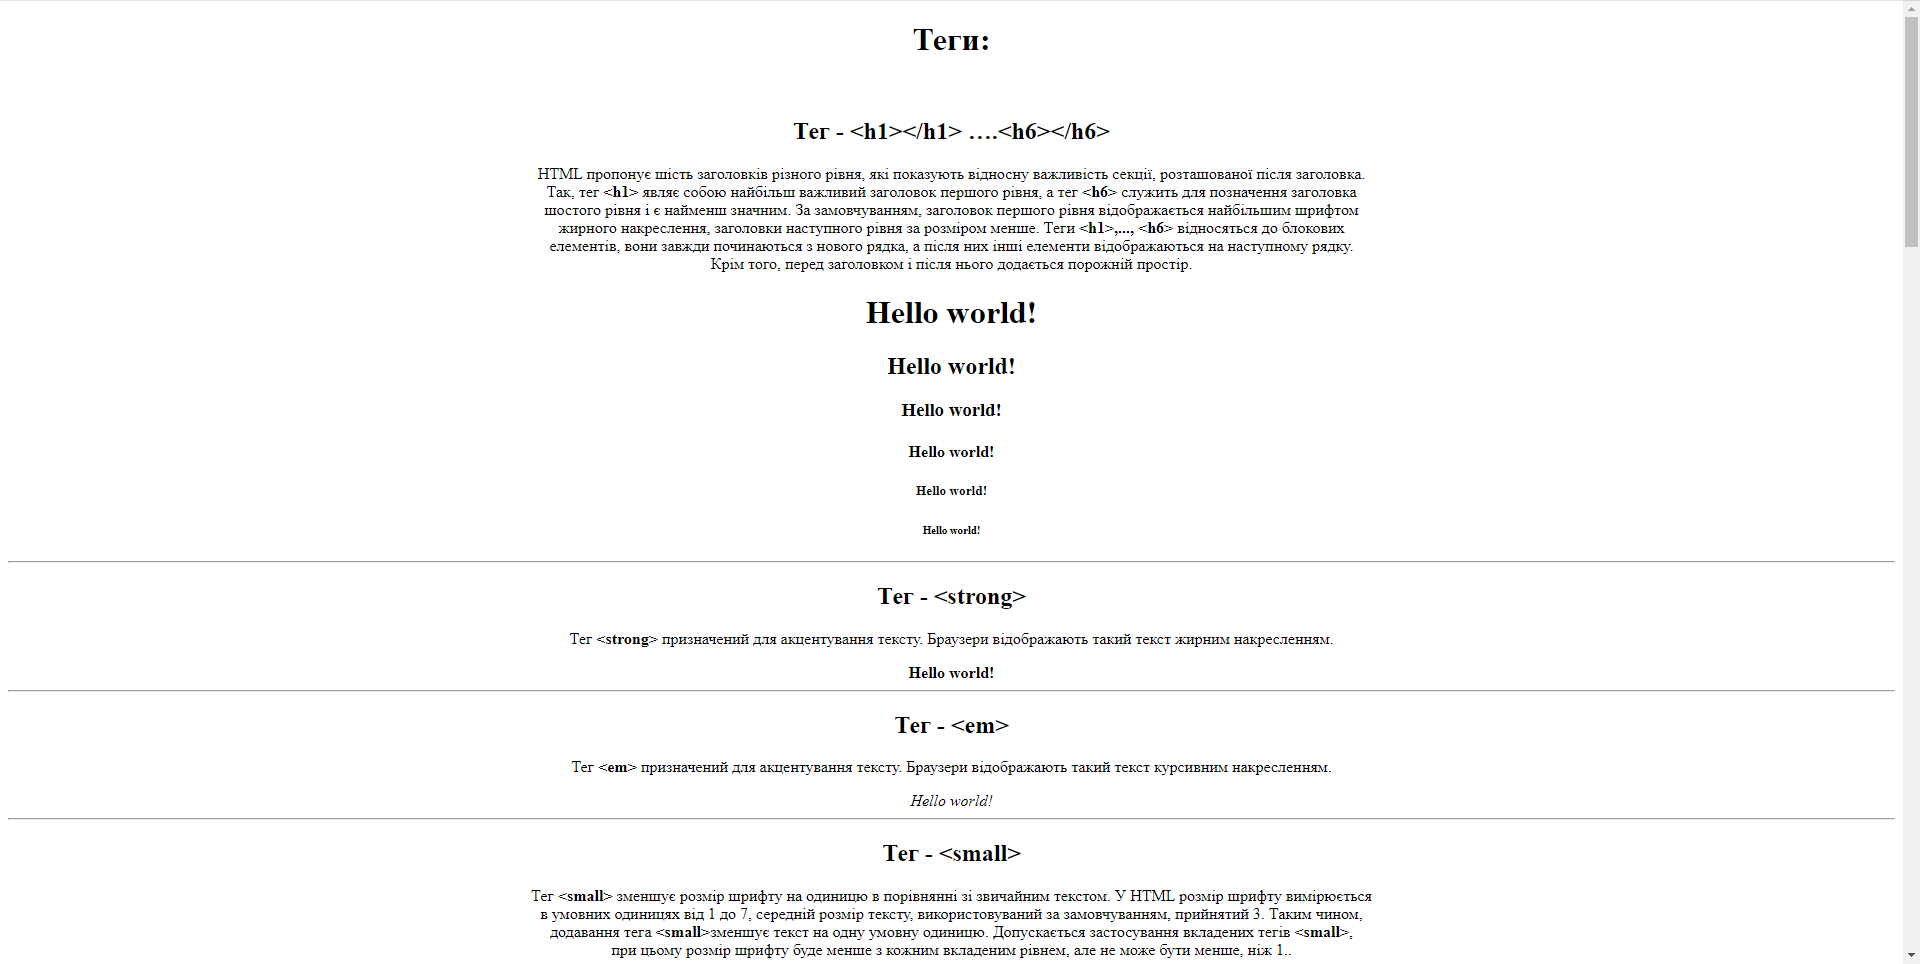 Теги:
Тег - <h1></h1> ….<h6></h6>
HTML пропонує шість заголовків різного рівня, які показують відносну важливість секції, розташованої після заголовка.
Так, тег <h1> являє собою найбільш важливий заголовок першого рівня, а тег <h6> служить для позначення заголовка
шостого рівня і є найменш значним. За замовчуванням, заголовок першого рівня відображається найбільшим шрифтом
жирного накреслення, заголовки наступного рівня за розміром менше. Теги <h1>,..., <h6> відносяться до блокових
елементів, вони завжди починаються з нового рядка, а після них інші елементи відображаються на наступному рядку.
Крім того, перед заголовком і після нього додається порожній простір.
Hello world!
Hello world!
Hello world!
Hello world!
Hello world!
Hello world!
Тег - <strong>
Тег <strong> призначений для акцентування тексту. Браузери відображають такий текст жирним накресленням.
Hello world!
Тег - <em>
Тег <em> призначений для акцентування тексту. Браузери відображають такий текст курсивним накресленням.
Hello world!
Тег - <small>
Тег <small> зменшує розмір шрифту на одиницю в порівнянні зі звичайним текстом. У HTML розмір шрифту вимірюється
в умовних одиницях від 1 до 7, середній розмір тексту, використовуваний за замовчуванням, прийнятий 3. Таким чином,
додавання тега <small>зменшує текст на одну умовну одиницю. Допускається застосування вкладених тегів <small>,
при цьому розмір шрифту буде менше з кожним вкладеним рівнем, але не може бути менше, ніж 1..